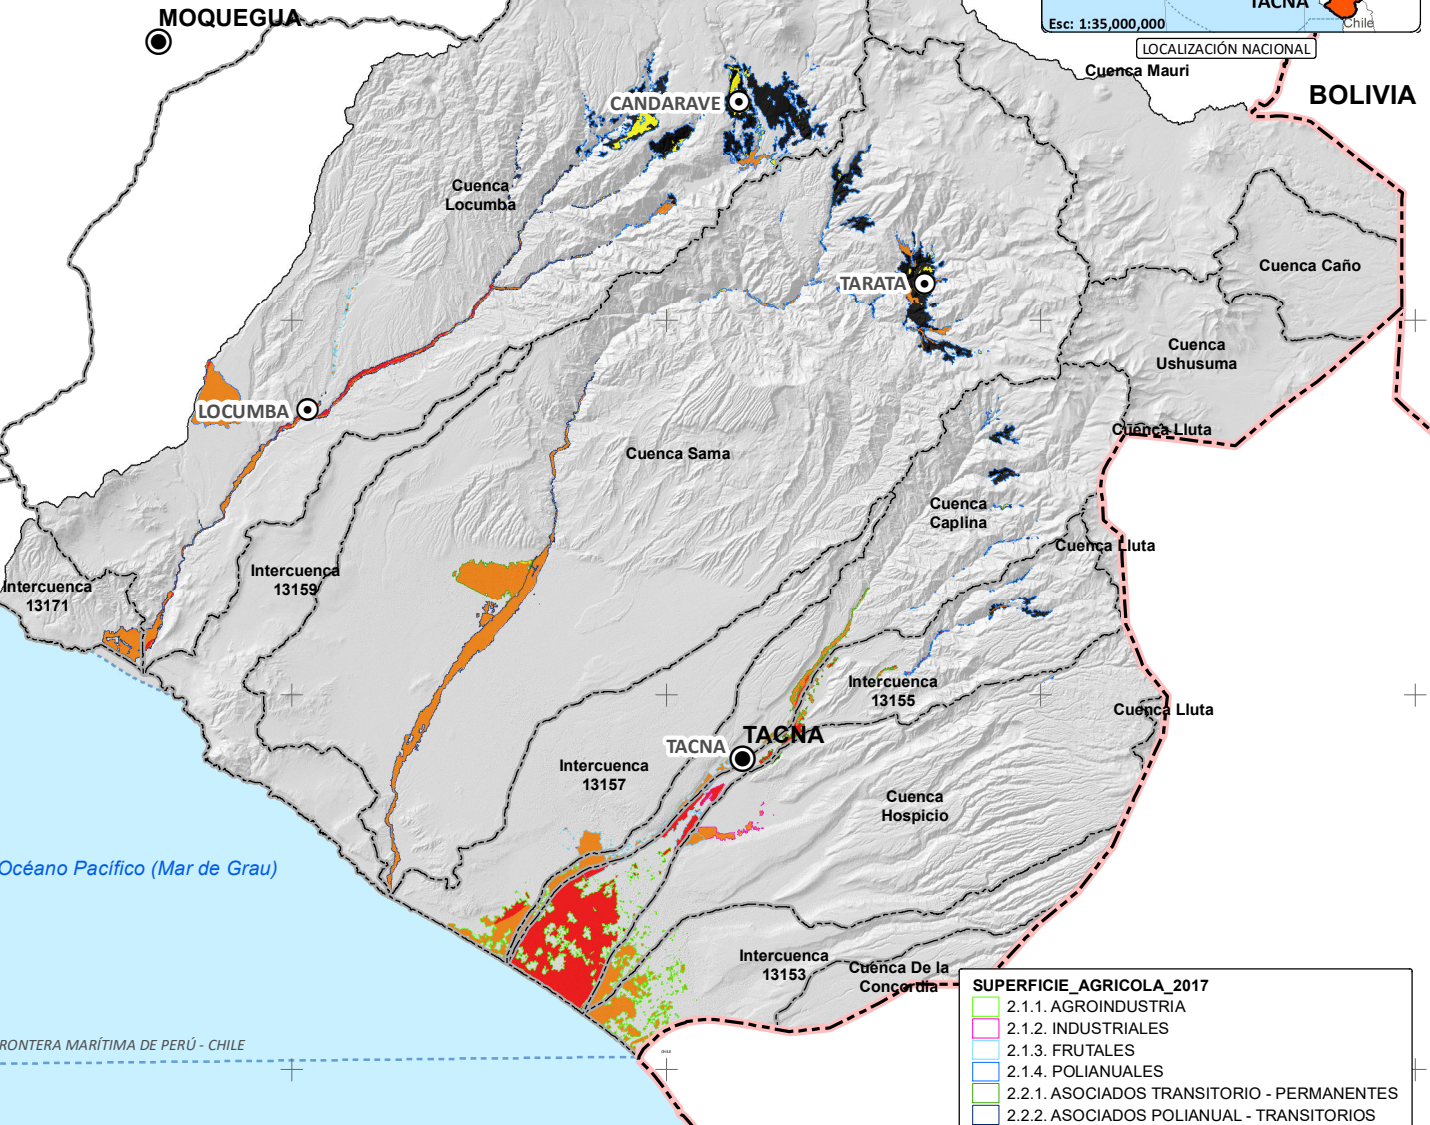 MOQUEGUA
TACNA
Chile
Esc: 1:35,000,000
LOCALIZACIÓN NACIONAL
Cuenca Mauri
BOLIVIA
CANDARAVE
Cuenca
Locumba
TARATA
Cuenca Caño
Cuenca
Ushusuma
LOCUMBA
Cuenca Lluta
Cuenca Sama
Cuenca
Caplina
Cuenca Lluta
Intercuenca
13171
Intercuenca
13159
Intercuenca
13155
Cuenca Lluta
TACNA
TACNA
Intercuenca
13157
Cuenca
Hospicio
Océano Pacífico (Mar de Grau)
Intercuenca
13153
Cuenca De la
Concordia
RONTERA MARÍTIMA DE PERÚ - CHILE
CHILE
SUPERFICIE_AGRICOLA_2017
2.1.1. AGROINDUSTRIA
2.1.2. INDUSTRIALES
2.1.3. FRUTALES
2.1.4. POLIANUALES
2.2.1. ASOCIADOS TRANSITORIO - PERMANENTES
2.2.2. ASOCIADOS POLIANUAL - TRANSITORIOS